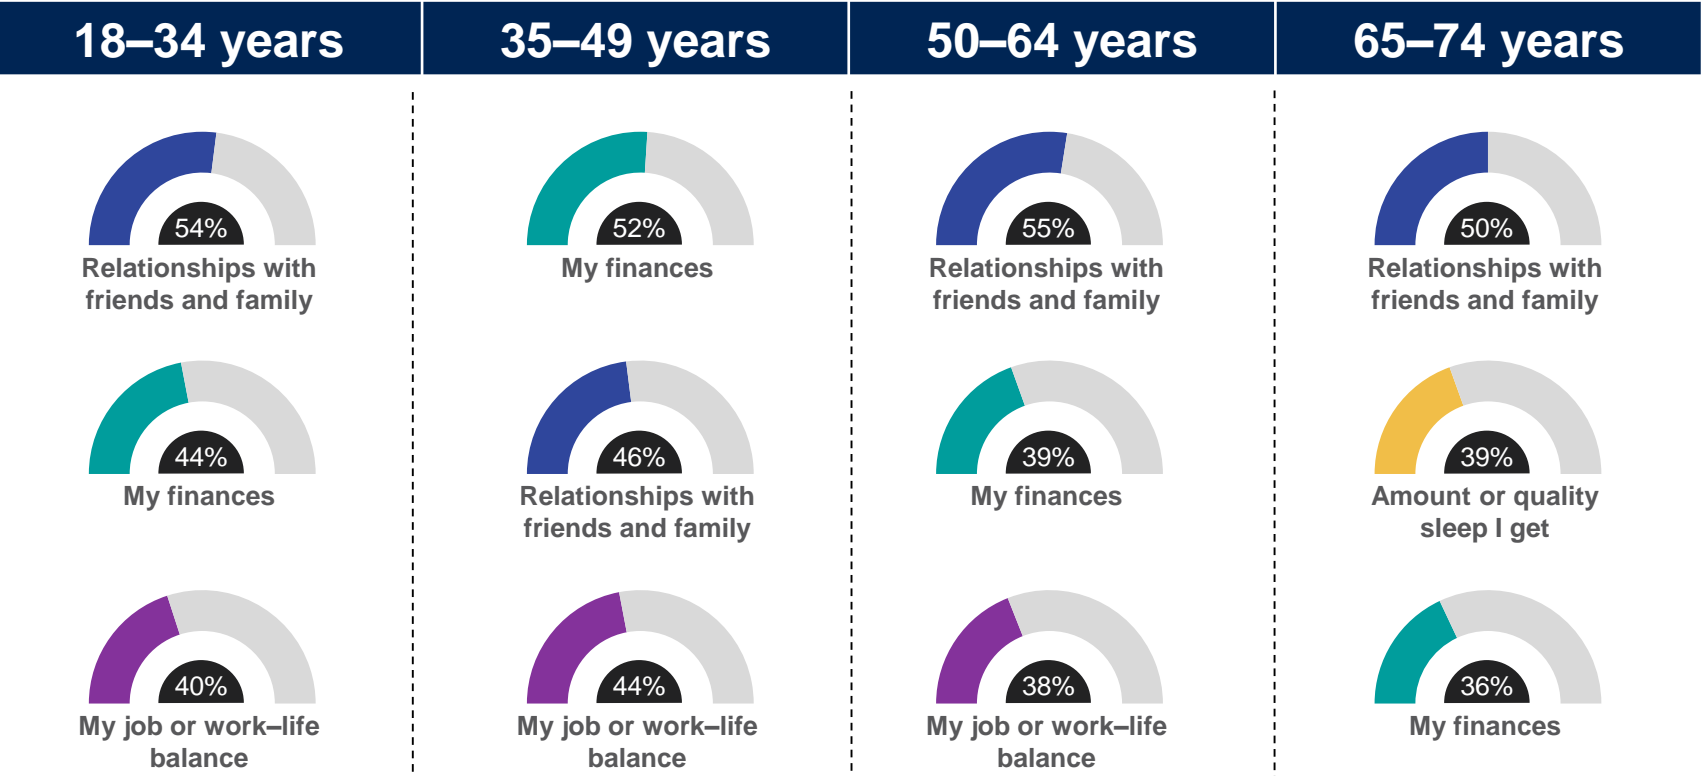 18–34 years
54%
Relationships with
friends and family
44%
My finances
40%
My job or work–life
balance
35–49 years
52%
My finances
46%
Relationships with
friends and family
44%
My job or work–life
balance
50–64 years
55%
Relationships with
friends and family
39%
My finances
38%
My job or work–life
balance
65–74 years
50%
Relationships with
friends and family
39%
Amount or quality
sleep I get
36%
My finances